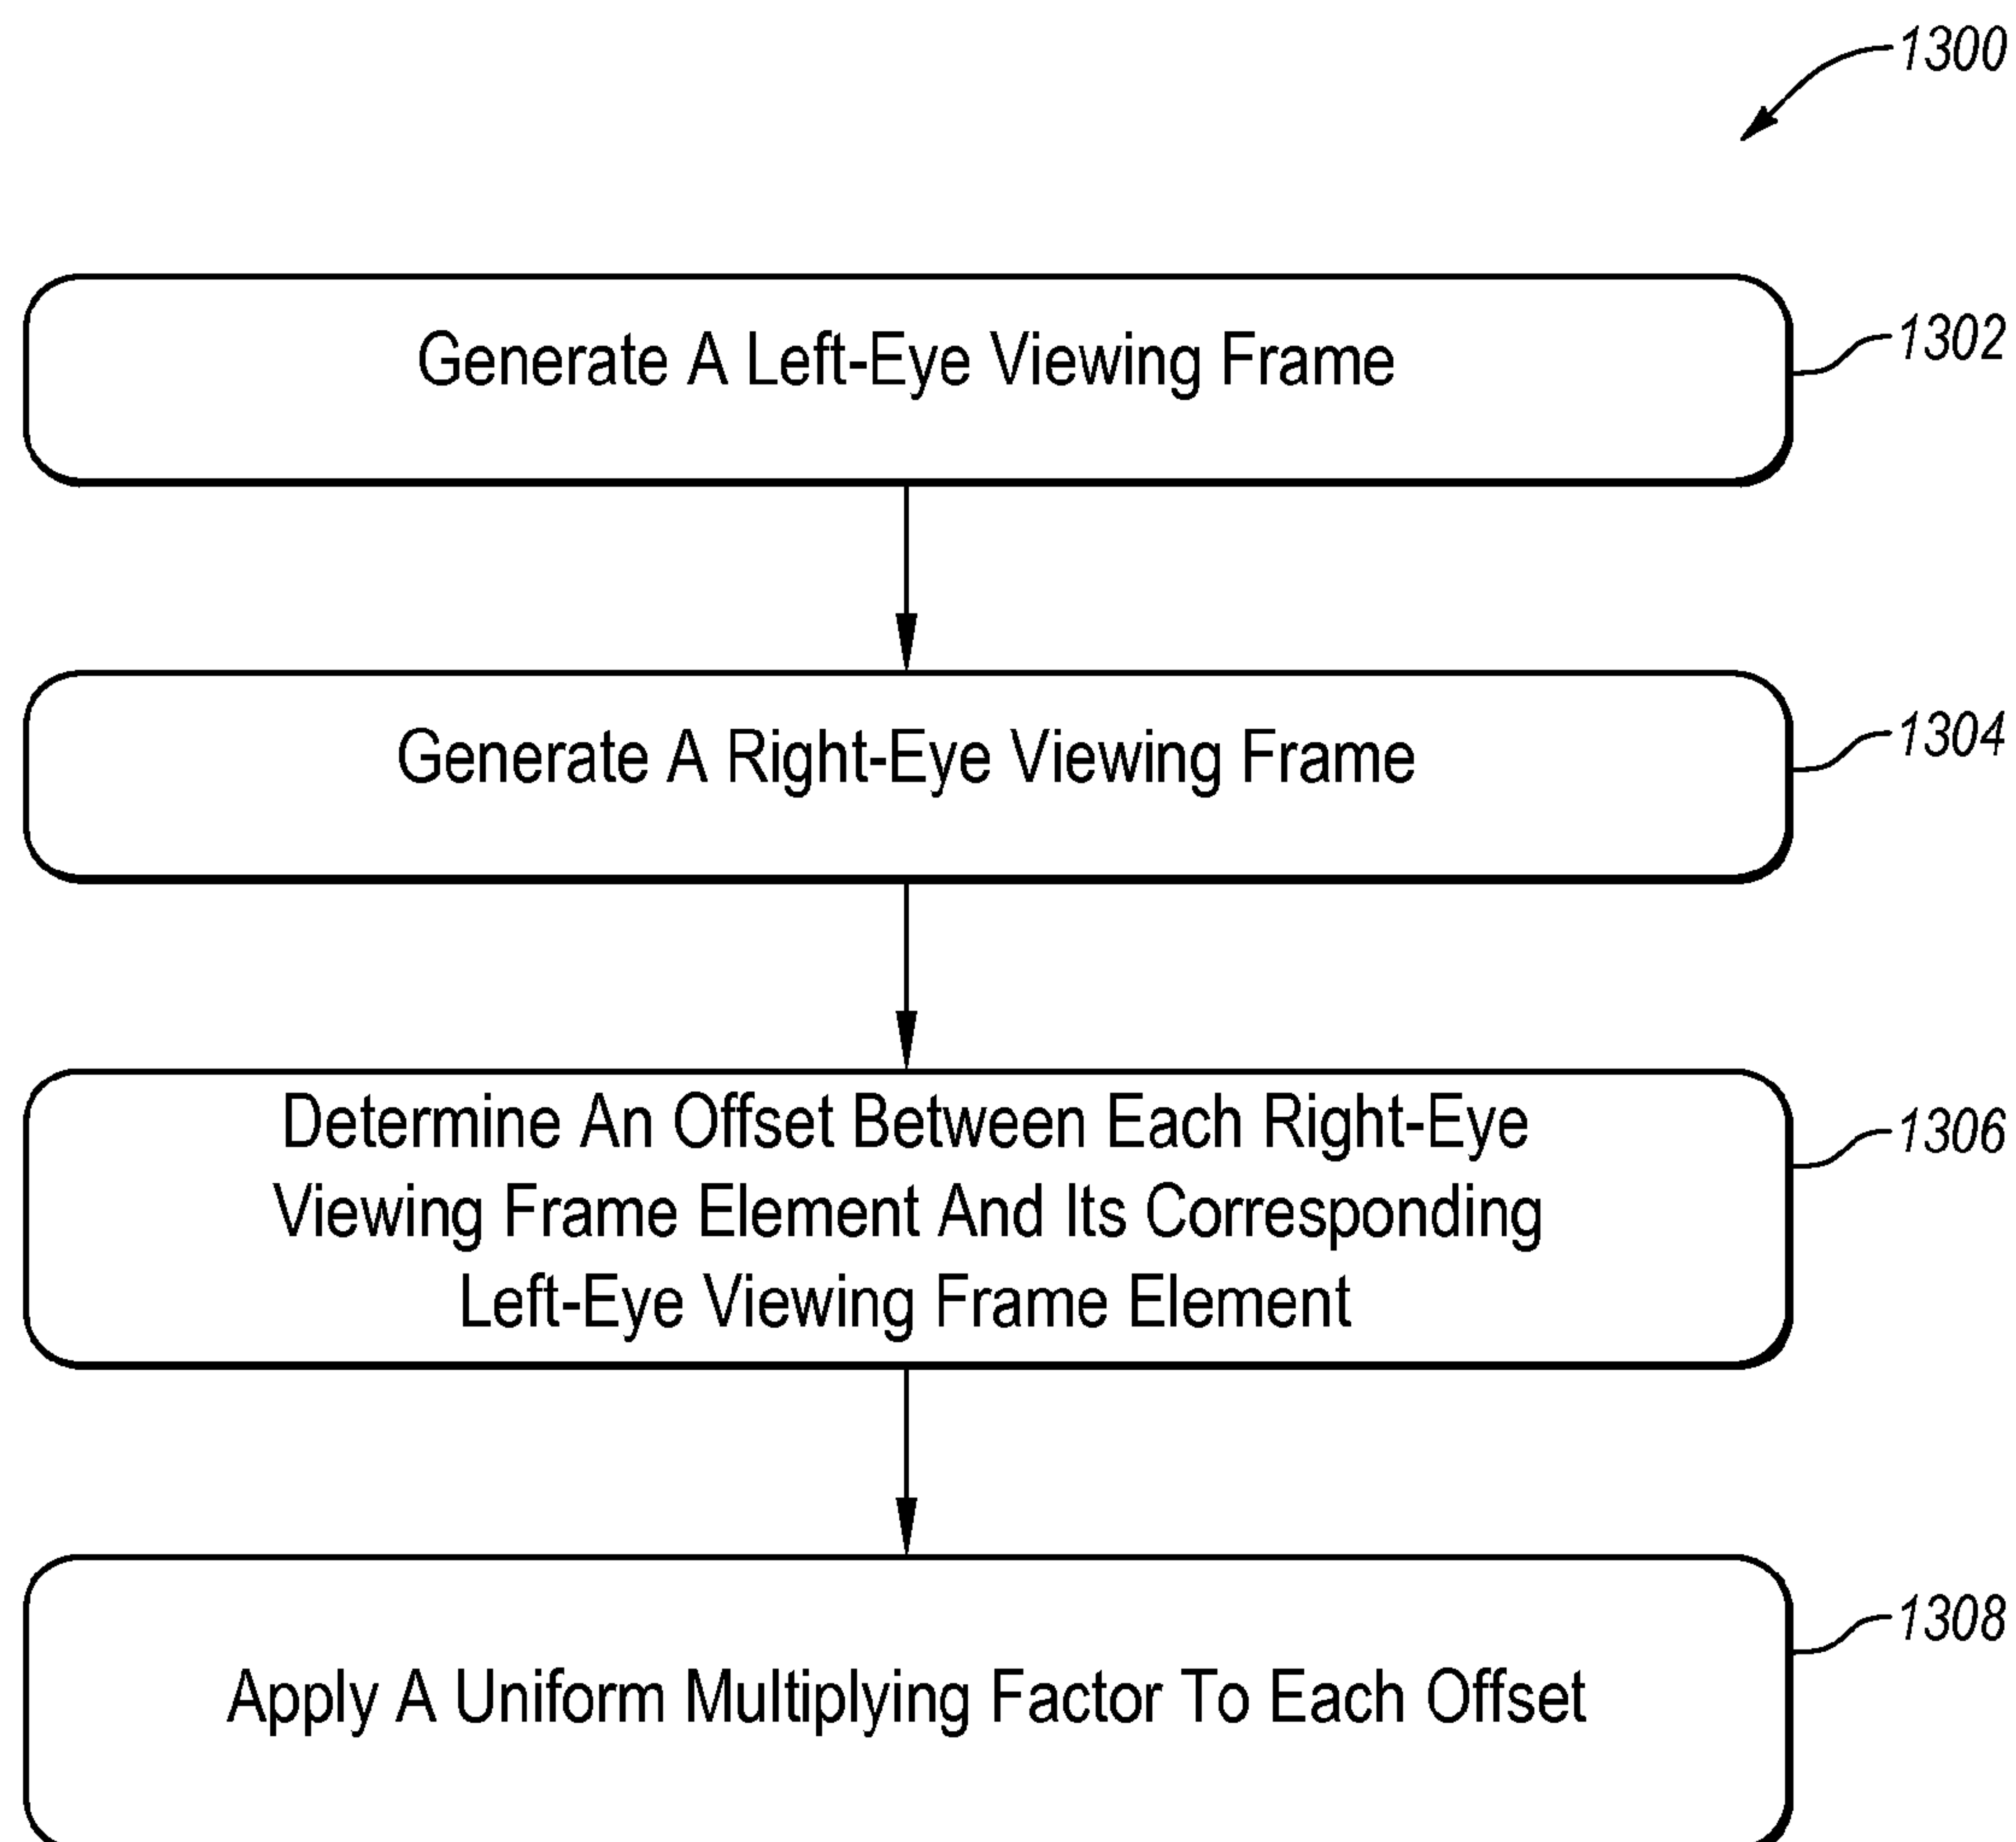 1300
Generate A Left-Eye Viewing Frame
1302
Generate A Right-Eye Viewing Frame
1304
Determine An Offset Between Each Right-Eye
Viewing Frame Element And Its Corresponding
Left-Eye Viewing Frame Element
1306
Apply A Uniform Multiplying Factor To Each Offset
1308